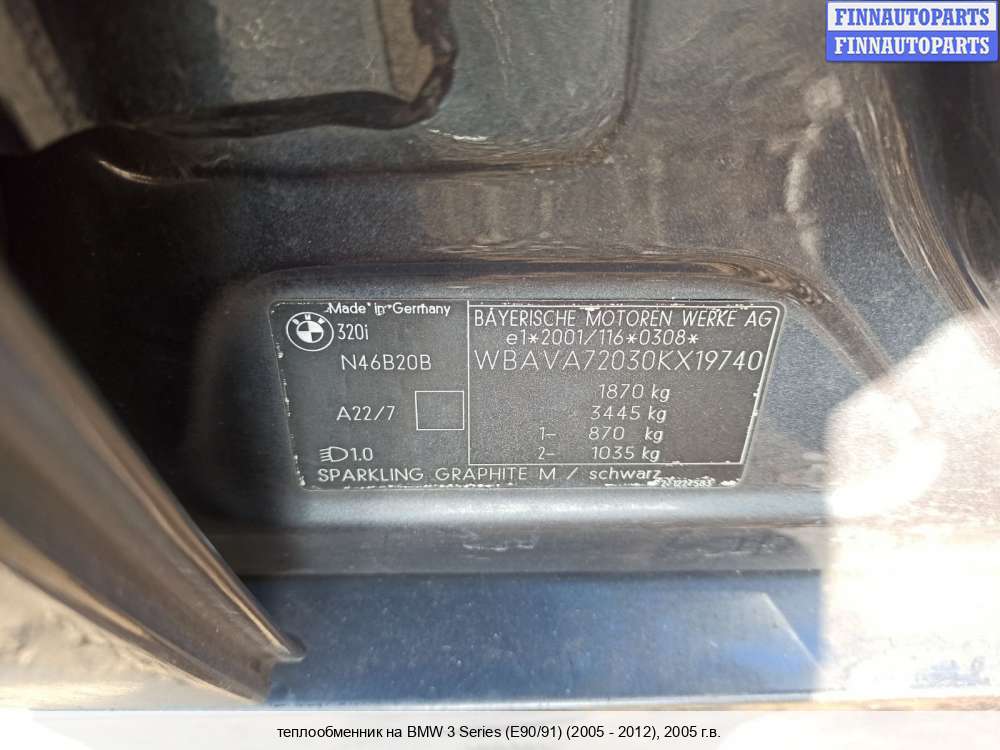 FINNAUTOPARTS
FINNAUTOPARTS
Made in Germany
BMW
320i
N46B20B
A22/7
1.0
BAYERISCHE MOTOREN WERKE AG
e1*2001/116*0308*
WBAVA72030KX19740
1870 kg
3445 kg
1- 870 kg
2- 1035 kg
SPARKLING GRAPHITE M / schwarz
теплообменник на BMW 3 Series (E90/91) (2005 - 2012), 2005 г.в.